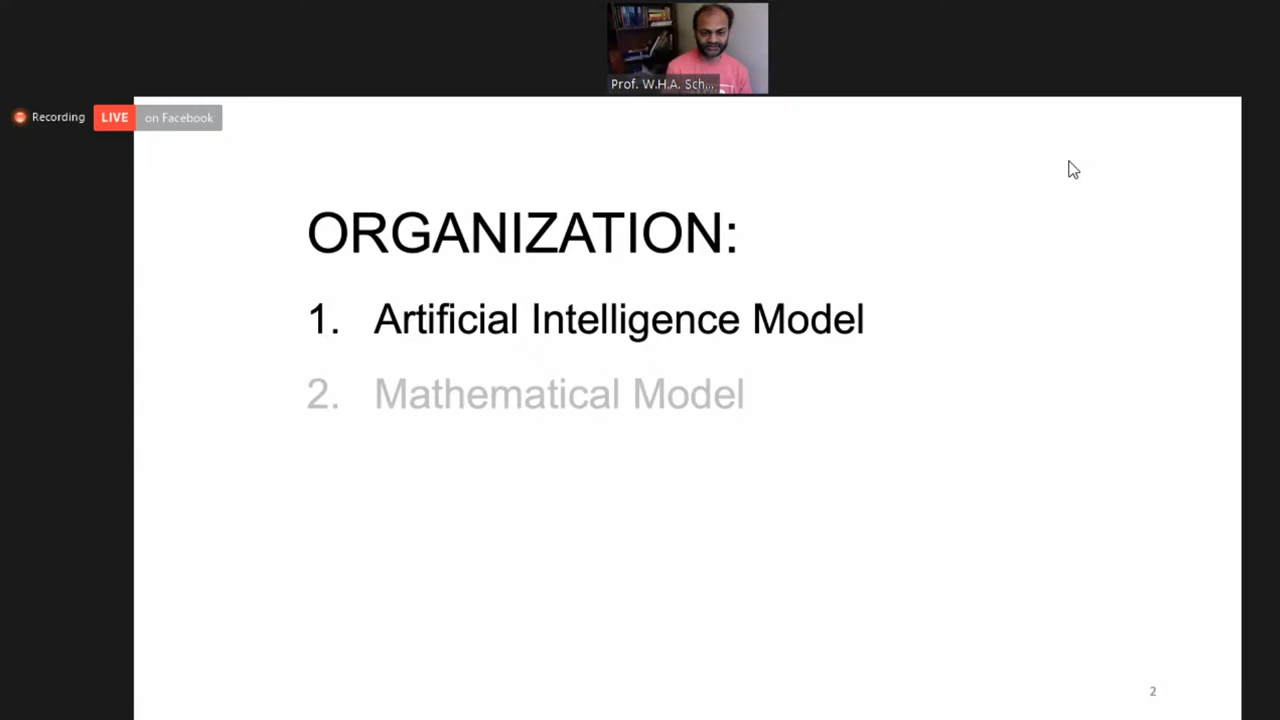 Prof. W.H.A. Sch...
Recording
LIVE on Facebook
ORGANIZATION:
1. Artificial Intelligence Model
2. Mathematical Model
2